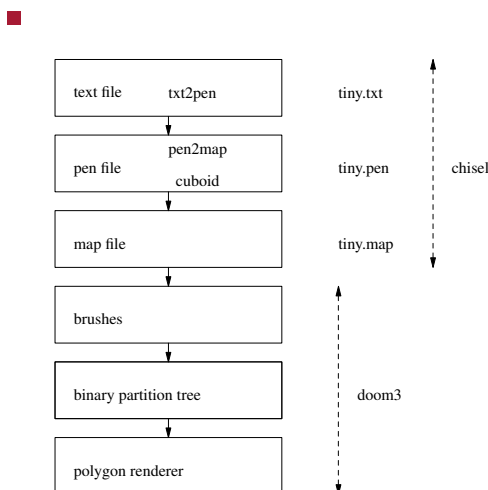 text file txt2pen tiny.txt
pen2map
pen file tiny.pen chisel
cuboid
map file tiny.map
brushes
binary partition tree doom3
polygon renderer